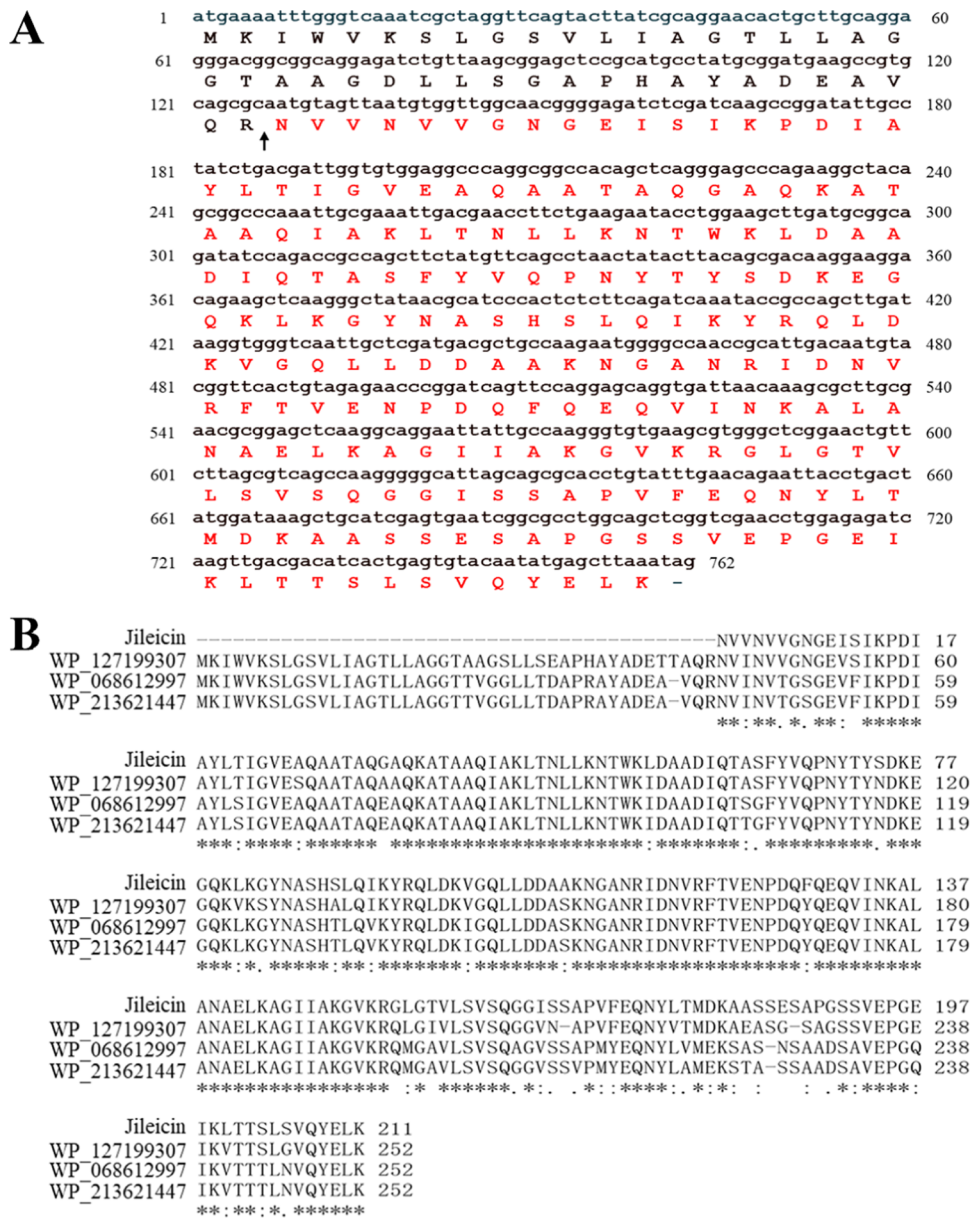 A
1 atgaaaatttgggtcaaatcgctaggttcagtacttatcgcaggaacactgcttgcagga 60
M K I W V K S L G S V L I A G T L L A G
61 gggacggcggcaggagatctgttaagcggagctccgcatgcctatgcggatgaagccgtg 120
G T A A G D L L S G A P H A Y A D E A V
121 cagcgcaatgtagttaatgtggttggcaacggggagatctcgatcaagccggatattgcc 180
Q R N V V N V V G N G E I S I K P D I A
181 tatctgacgattggtgtggaggcccaggcggccacagctcagggagcccagaaggctaca 240
Y L T I G V E A Q A A T A Q G A Q K A T
241 gcggcccaaattgcgaaattgacgaaccttctgaagaatacctggaagcttgatgcggca 300
A A Q I A K L T N L L K N T W K L D A A
301 gatatccagaccgccagcttctatgttcagcctaactatacttacagcgacaaggaagga 360
D I Q T A S F Y V Q P N Y T Y S D K E G
361 cagaagctcaagggctataacgcatcccactctcttcagatcaaataccgccagcttgat 420
Q K L K G Y N A S H S L Q I K Y R Q L D
421 aaggtgggtcaattgctcgatgacgctgccaagaatggggccaaccgcattgacaatgta 480
K V G Q L L D D A A K N G A N R I D N V
481 cggttcactgtagagaacccggatcagttccaggagcaggtgattaacaaagcgcttgcg 540
R F T V E N P D Q F Q E Q V I N K A L A
541 aacgcggagctcaaggcaggaattattgccaagggtgtgaagcgtgggctcggaactgtt 600
N A E L K A G I I A K G V K R G L G T V
601 cttagcgtcagccaagggggcattagcagcgcacctgtatttgaacagaattacctgact 660
L S V S Q G G I S S A P V F E Q N Y L T
661 atggataaagctgcatcgagtgaatcggcgcctggcagctcggtcgaacctggagagatc 720
M D K A A S S E S A P G S S V E P G E I
721 aagttgacgacatcactgagtgtacaatatgagcttaaatag 762
K L T T S L S V Q Y E L K –
B
Jileicin ------------------------------------------NVVNVVGNGEISIKPDI 17
WP_127199307 MKIWVKSLGSVLIAGTLLAGGTAAGSLLSEAPHAYADETTAQRNVINVVGNGEVSIKPDI 60
WP_068612997 MKIWVKSLGSVLIAGTLLAGGTTVGGLLTDAPRAYADEA-VQRNVINVTGSGEVFIKPDI 59
WP_213621447 MKIWVKSLGSVLIAGTLLAGGTTVGGLLTDAPRAYADEA-VQRNVINVTGSGEVFIKPDI 59
**:**.*.**: *****
Jileicin AYLTIGVEAQAATAQGAQKATAAQIAKLTNLLKNTWKLDAADIQTASFYVQPNYTYSDKE 77
WP_127199307 AYLTIGVESQAATAQAAQKATAAQIAKLTNLLKNTWKIDAADIQTASFYVQPNYTYNDKE 120
WP_068612997 AYLSIGVEAQAATAQEAQKATAAQIAKLTNLLKNTWKIDAADIQTSGFYVQPNYTYNDKE 119
WP_213621447 AYLSIGVEAQAATAQEAQKATAAQIAKLTNLLKNTWKIDAADIQTTGFYVQPNYTYNDKE 119
***:****:****** *********************:*******:.*********.***
Jileicin GQKLKGYNASHSLQIKYRQLDKVGQLLDDAAKNGANRIDNVRFTVENPDQFQEQVINKAL 137
WP_127199307 GQKVKSYNASHALQIKYRQLDKVGQLLDDAAKNGANRIDNVRFTVENPDQYQEQVINKAL 180
WP_068612997 GQKLKGYNASHTLQVKYRQLDKIGQLLDDASKNGANRIDNVRFTVENPDQYQEQVINKAL 179
WP_213621447 GQKLKGYNASHTLQVKYRQLDKIGQLLDDASKNGANRIDNVRFTVENPDQYQEQVINKAL 179
***:*.*****:**:*******:*******:*******************:*********
Jileicin ANAELKAGIIAKGVKRGLGTVLSVSQGGISSAPVFEQNYLTMDKAASSESAPGSSVEPGE 197
WP_127199307 ANAELKAGIIAKGVKRQLGIVLSVSQGGVN-APVFEQNYVTMDKAEASG-SAGSSVEPGE 238
WP_068612997 ANAELKAGIIAKGVKRQMGAVLSVSQAGVSSAPMYEQNYLVMEKSAS-NSAADSAVEPGQ 238
WP_213621447 ANAELKAGIIAKGVKRQMGAVLSVSQGGVSSVPMYEQNYLAMEKSTA-SSAADSAVEPGQ 238
**************** :* ******.*:. .*::****:.*:*: : : .*:****:
Jileicin IKLTTSLSVQYELK 211
WP_127199307 IKVTTSLGVQYELK 252
WP_068612997 IKVTTTLNVQYELK 252
WP_213621447 IKVTTTLNVQYELK 252
**:**:*.******